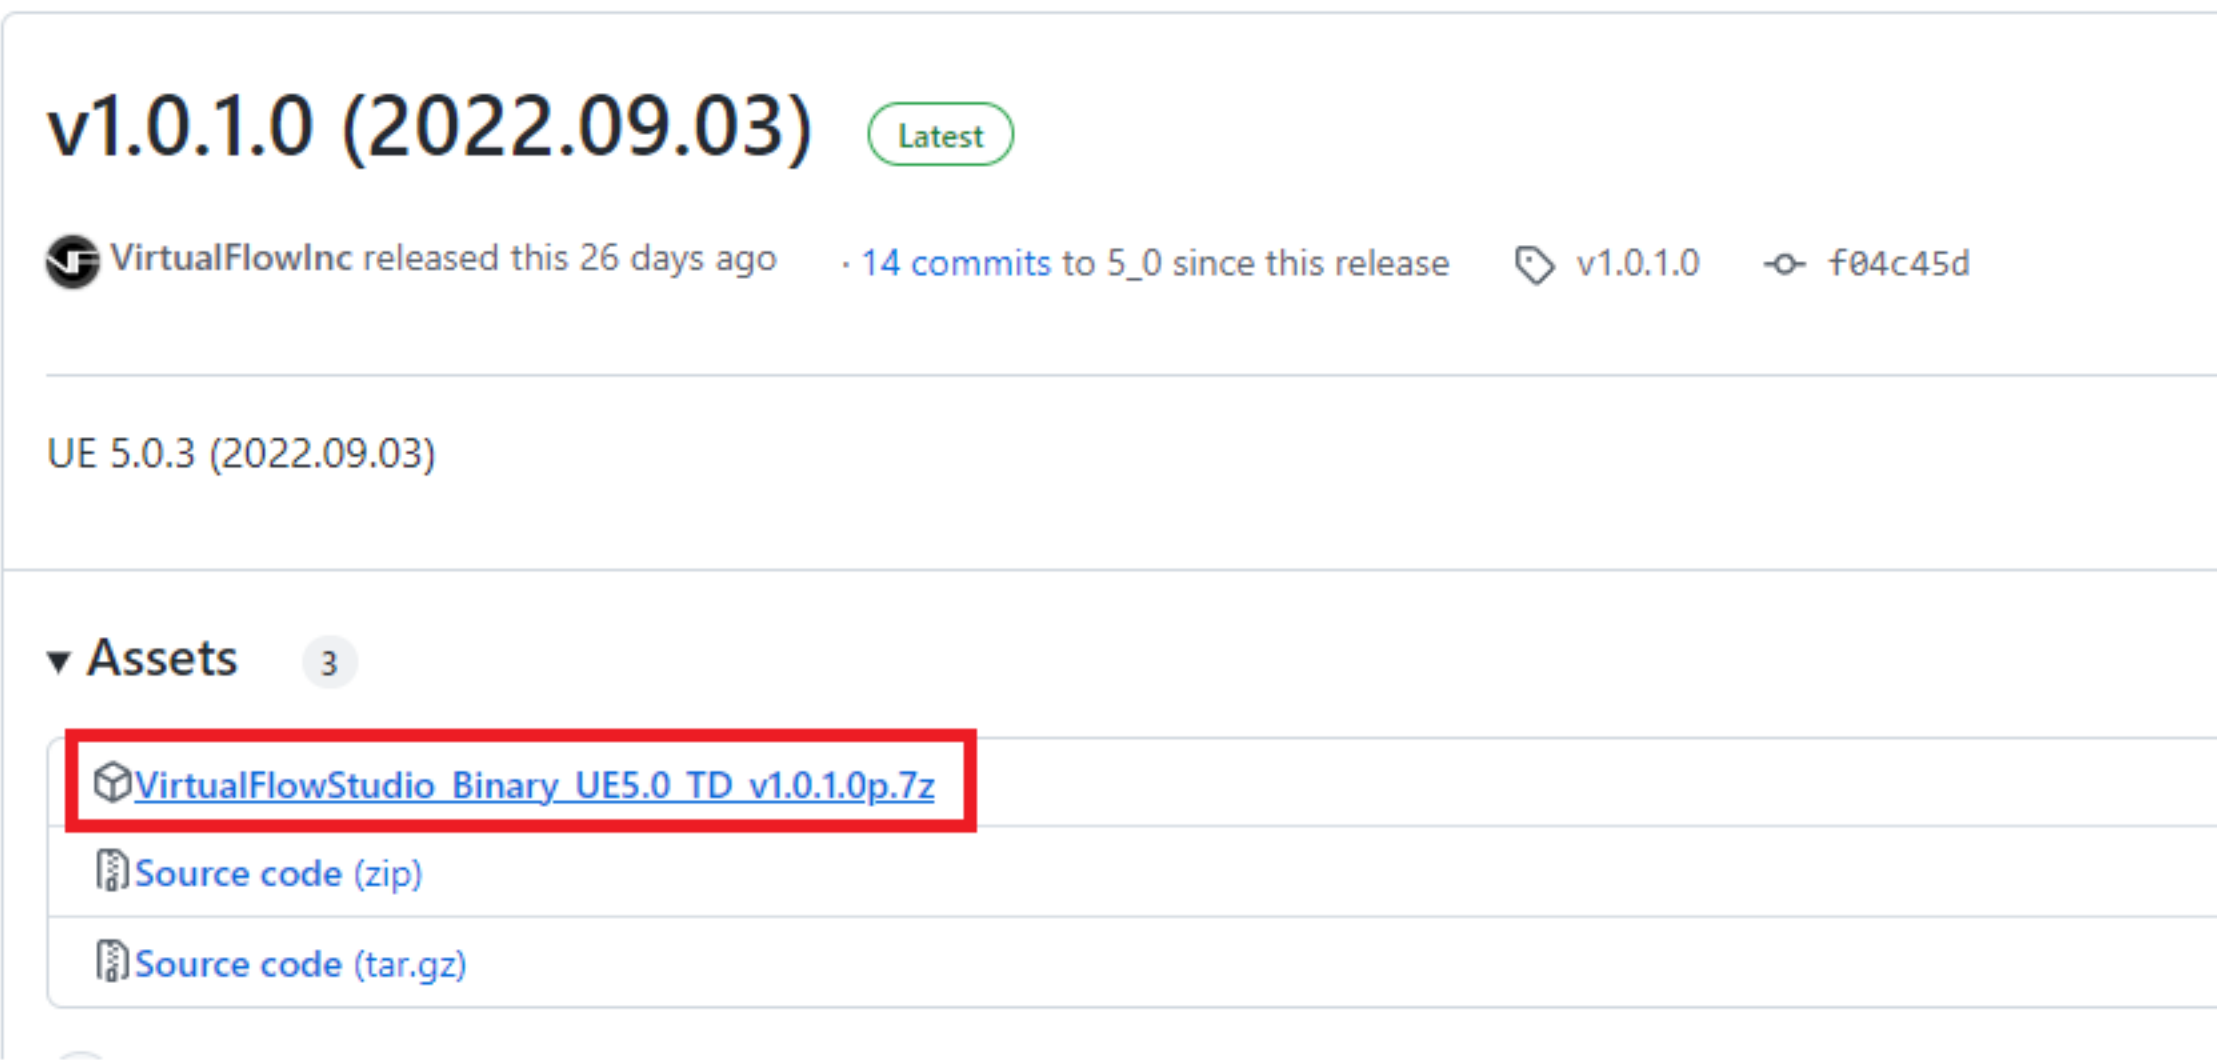 v1.0.1.0 (2022.09.03) Latest
VirtualFlowInc released this 26 days ago · 14 commits to 5_0 since this release v1.0.1.0 f04c45d
UE 5.0.3 (2022.09.03)
Assets 3
VirtualFlowStudio_Binary_UE5.0_TD_v1.0.1.0p.7z
Source code (zip)
Source code (tar.gz)